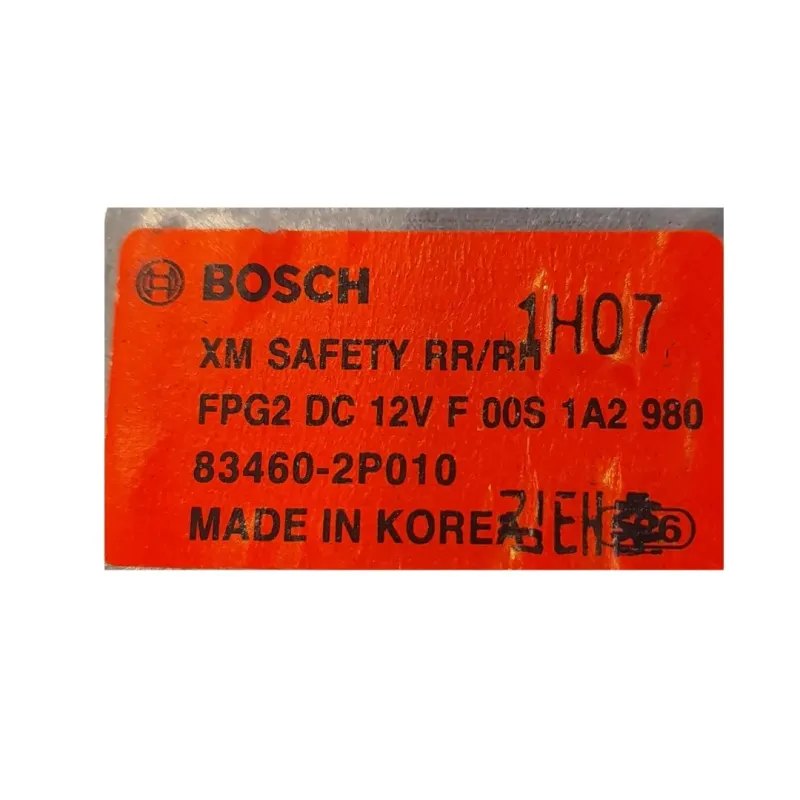 BOSCH
1H07
XM SAFETY RR/RH
FPG2 DC 12V F 00S 1A2 980
83460-2P010
MADE IN KOREA